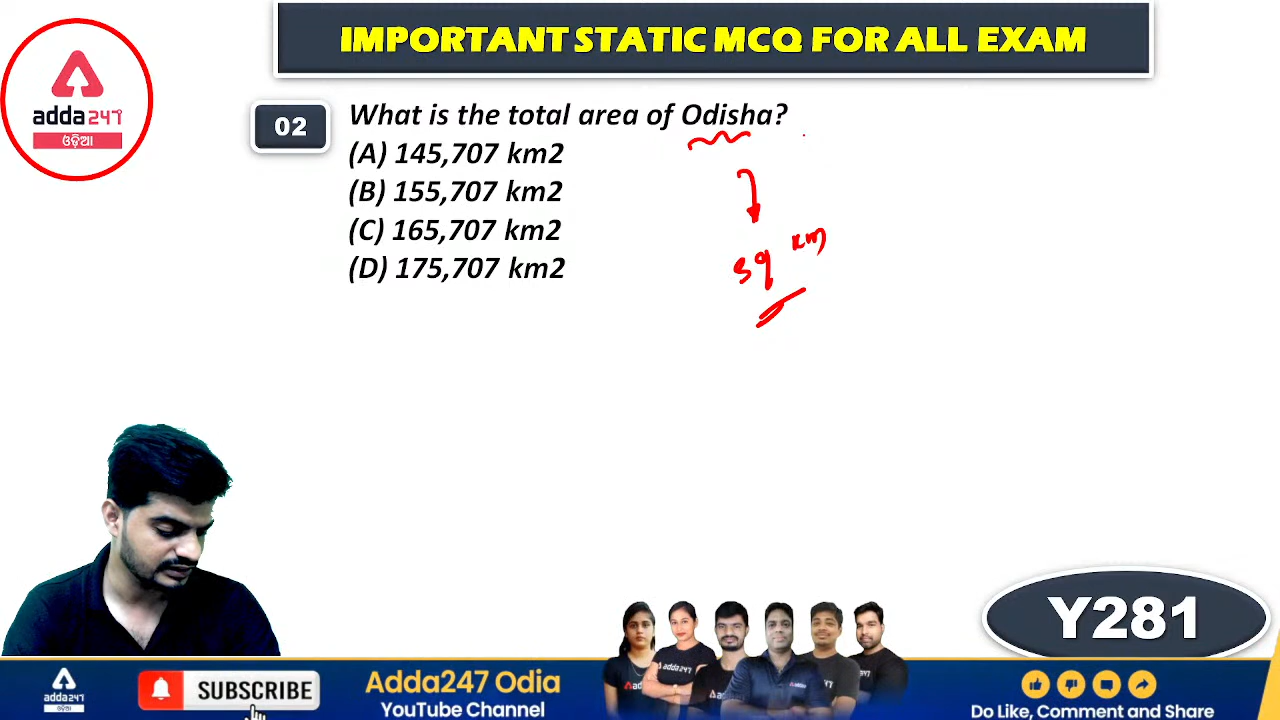 IMPORTANT STATIC MCQ FOR ALL EXAM
adda247
ଓଡ଼ିଆ
02
What is the total area of Odisha?
(A) 145,707 km2
(B) 155,707 km2
(C) 165,707 km2
(D) 175,707 km2
sq km
Y281
adda247
ଓଡ଼ିଆ
SUBSCRIBE
Adda247 Odia
YouTube Channel
Do Like, Comment and Share